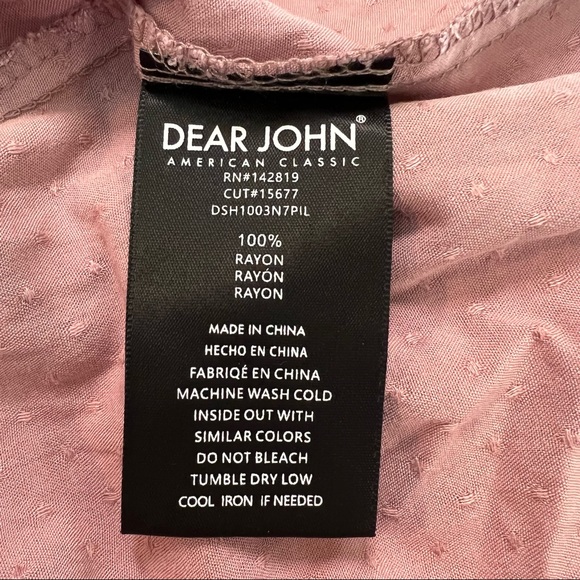 DEAR JOHN®
AMERICAN CLASSIC
RN#142819
CUT#15677
DSH1003N7PIL
100%
RAYON
RAYÓN
RAYON
MADE IN CHINA
HECHO EN CHINA
FABRIQÉ EN CHINA
MACHINE WASH COLD
INSIDE OUT WITH
SIMILAR COLORS
DO NOT BLEACH
TUMBLE DRY LOW
COOL IRON IF NEEDED